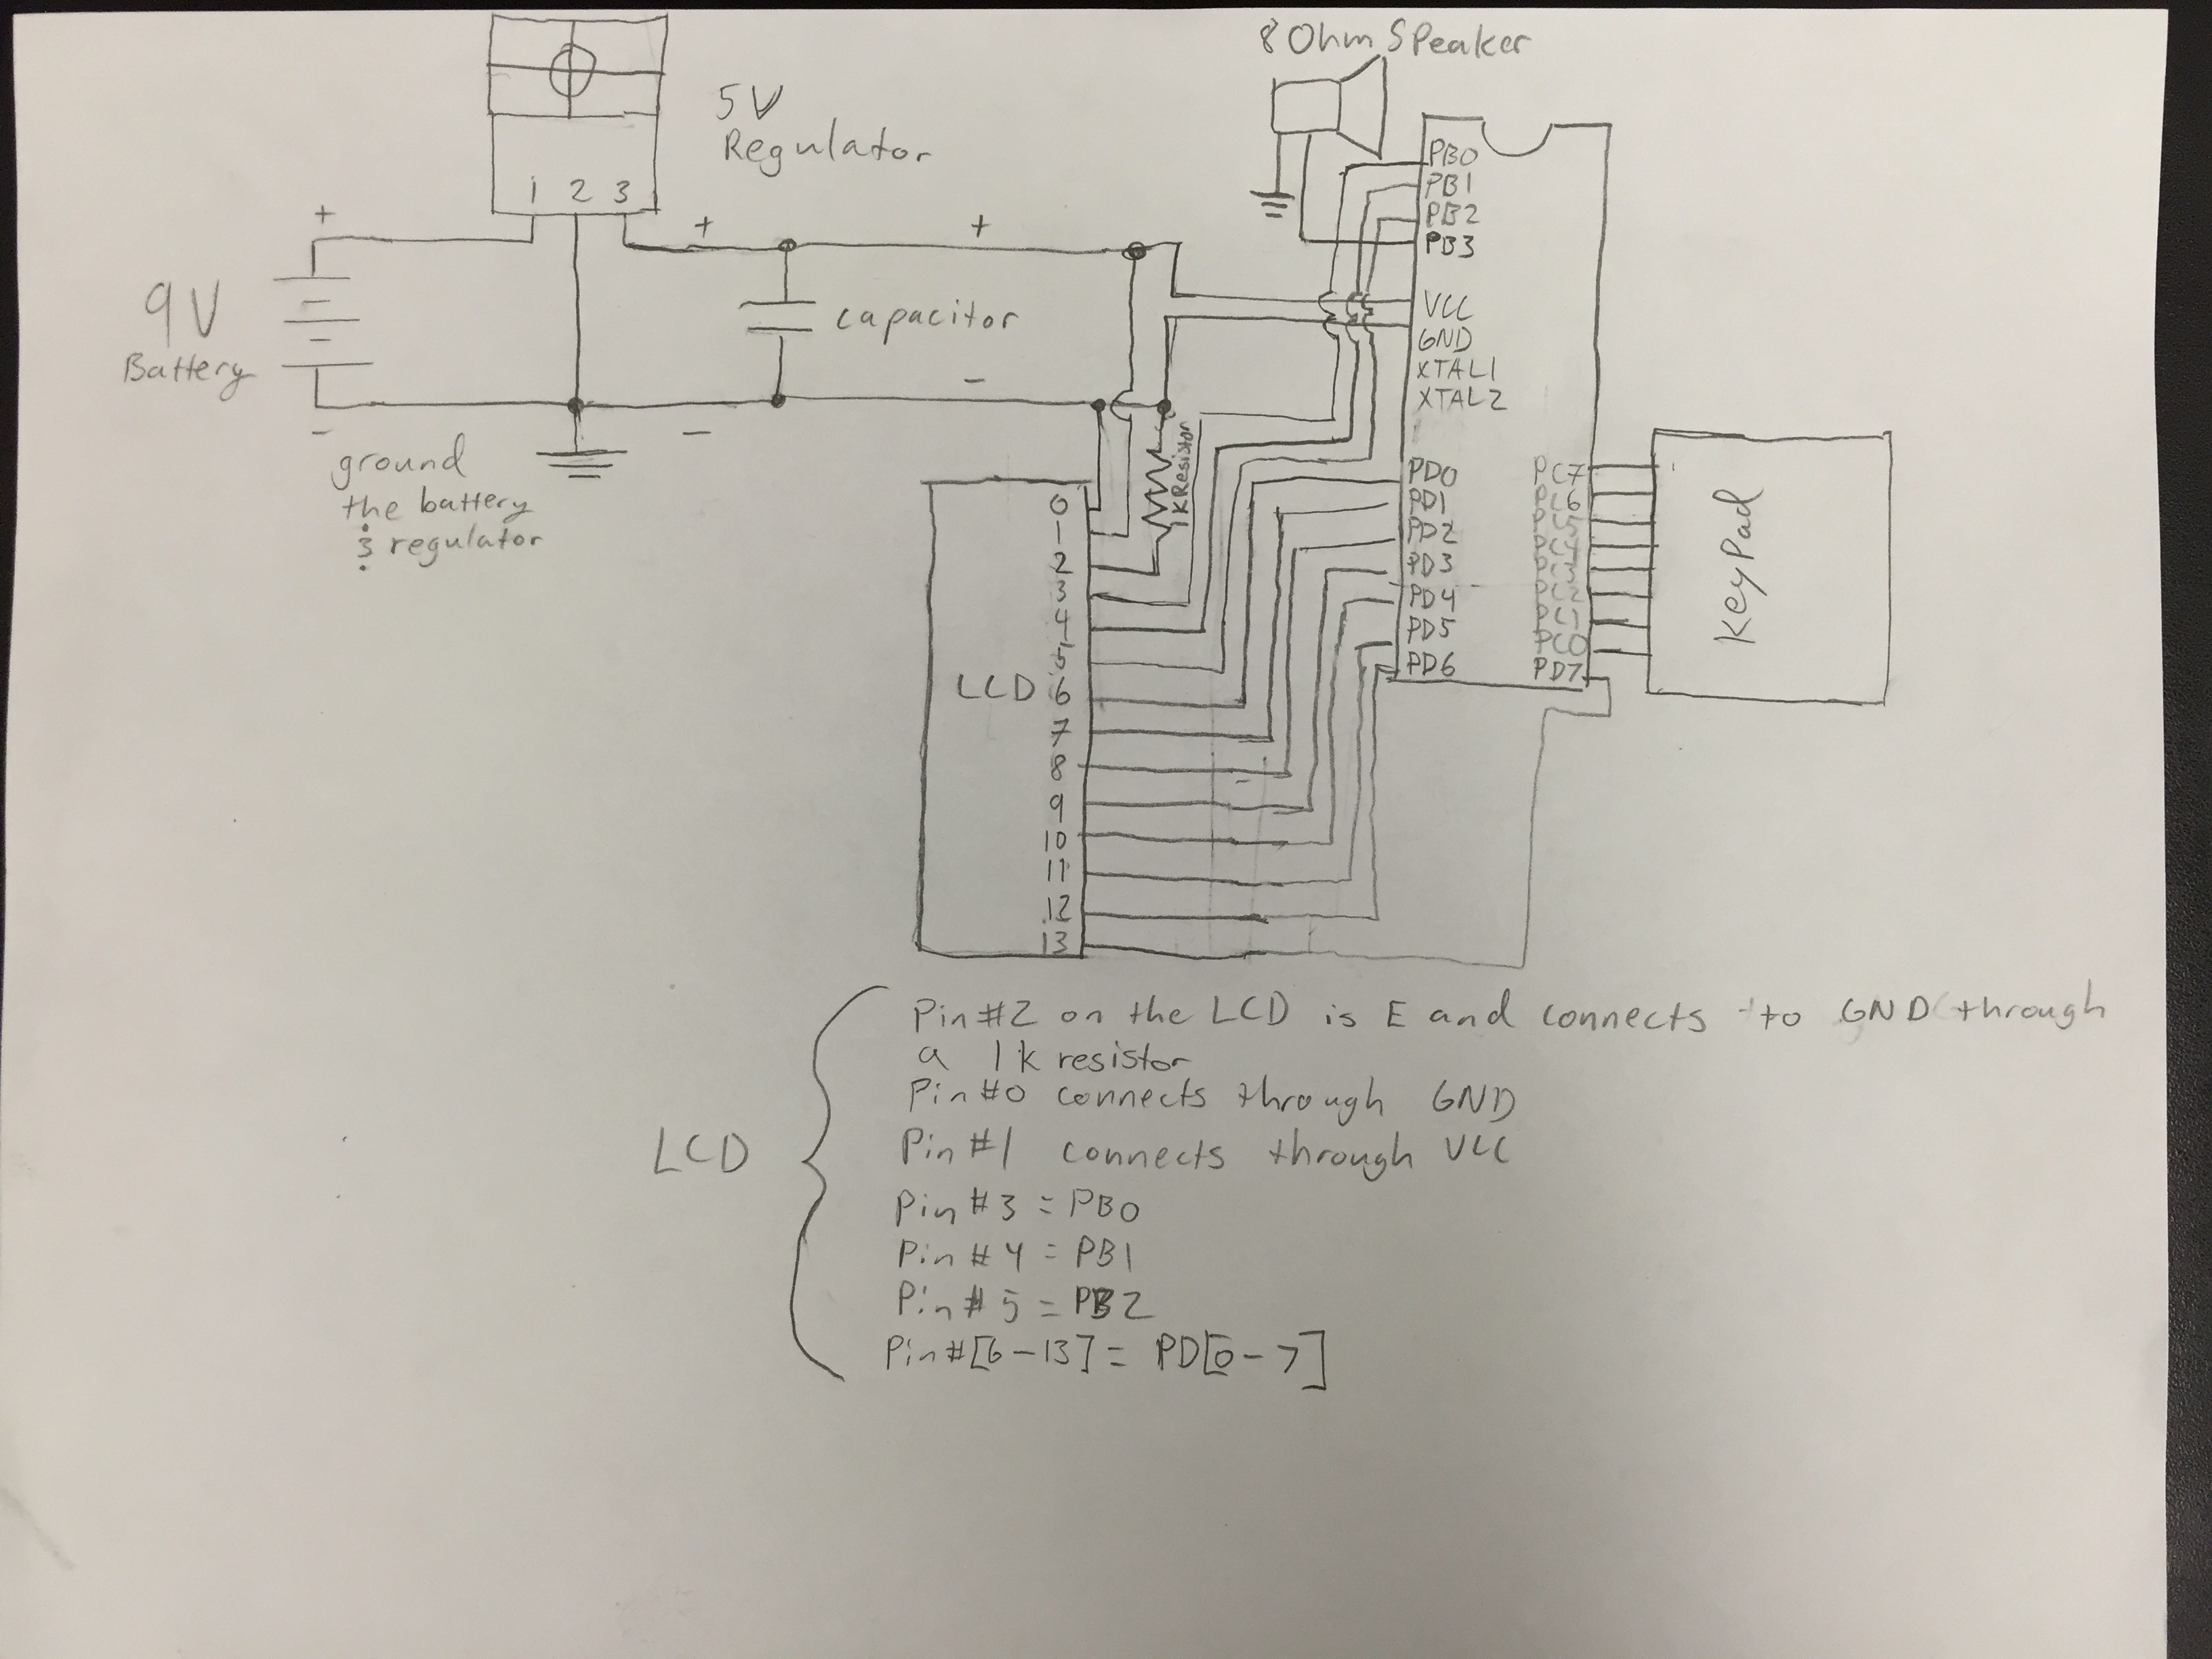 8 Ohm SPeaker
5V
Regulator
1 2 3
+
+
+
9V
Battery
capacitor
-
-
-
ground
the battery
& regulator
1K Resistor
PB0
PB1
PB2
PB3
VCC
GND
XTAL1
XTAL2
PD0
PD1
PD2
PD3
PD4
PD5
PD6
PC7
PC6
PC5
PC4
PC3
PC2
PC1
PC0
PD7
KeyPad
LCD
0
1
2
3
4
5
6
7
8
9
10
11
12
13
LCD
Pin #2 on the LCD is E and connects to GND through
a 1k resistor
Pin #0 connects through GND
Pin #1 connects through VCC
Pin #3 = PB0
Pin #4 = PB1
Pin #5 = PB2
Pin #[6-13] = PD[0-7]